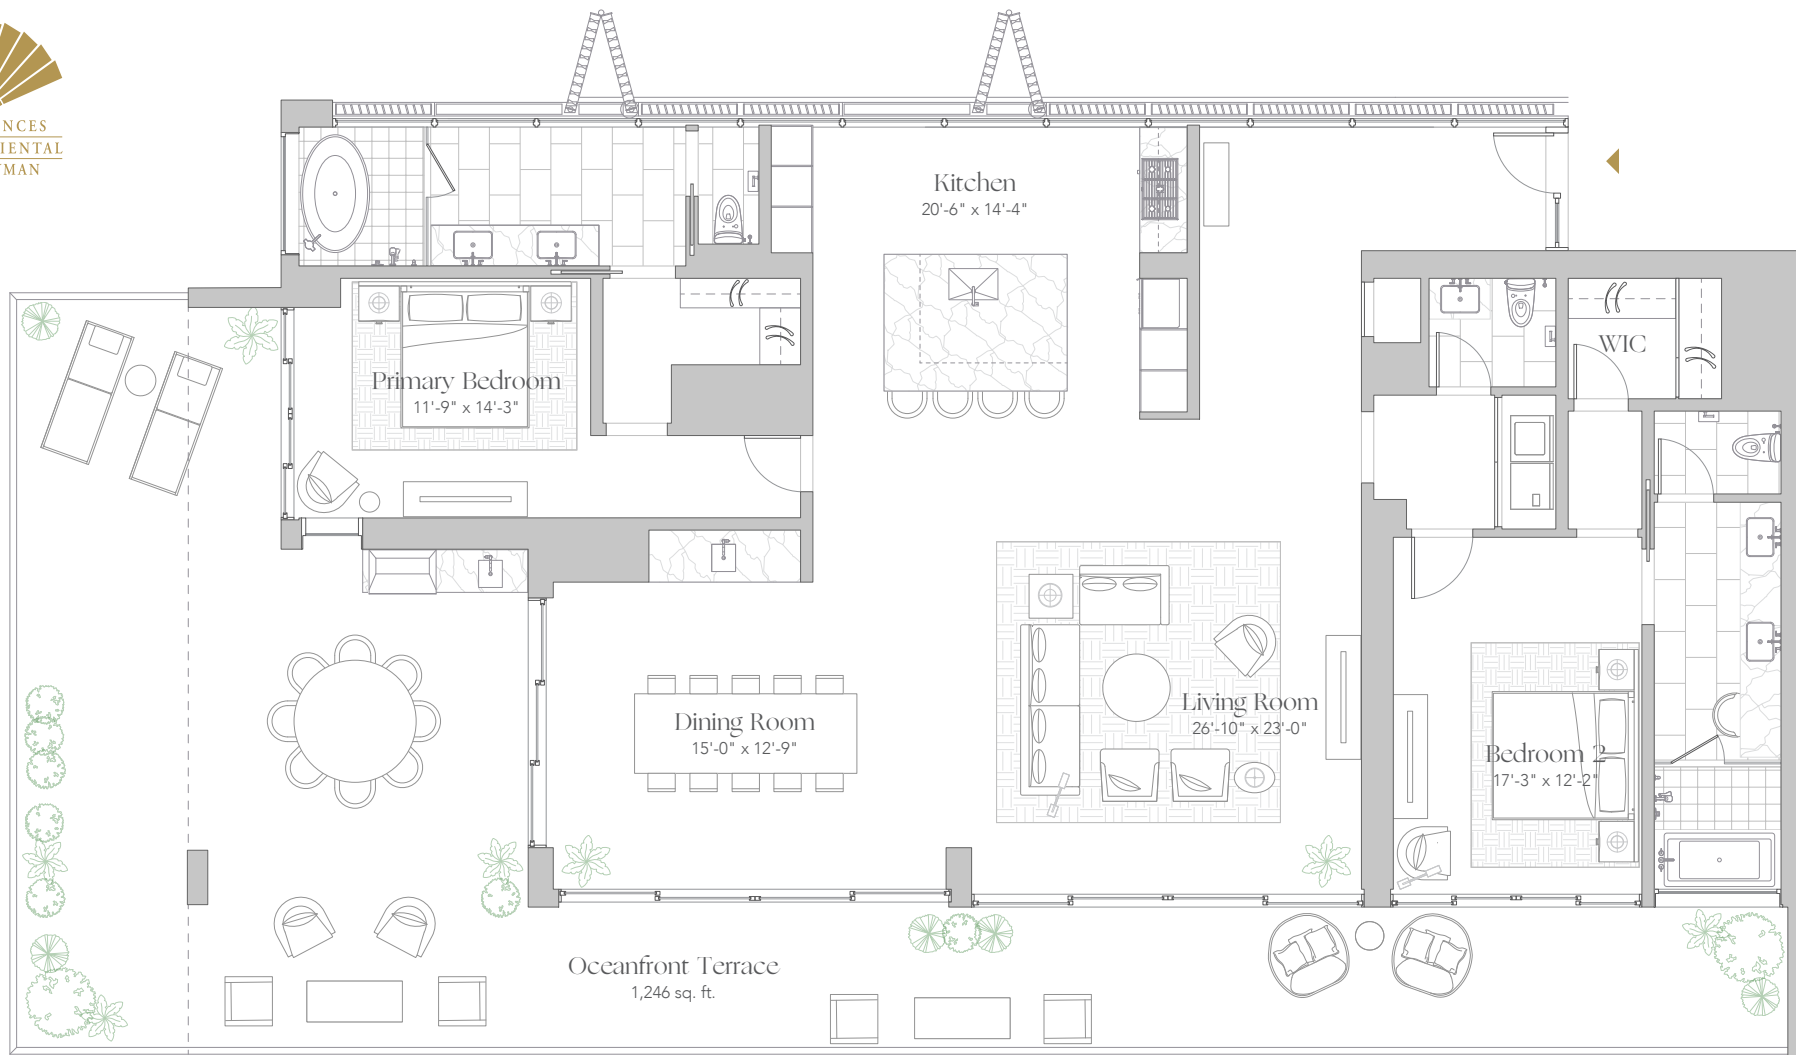 NCES
IENTAL
MAN
Kitchen
20'-6" x 14'-4"
WIC
Primary Bedroom
11'-9" x 14'-3"
Dining Room
15'-0" x 12'-9"
Living Room
26'-10" x 23'-0"
Bedroom 2
17'-3" x 12'-2"
Oceanfront Terrace
1,246 sq. ft.